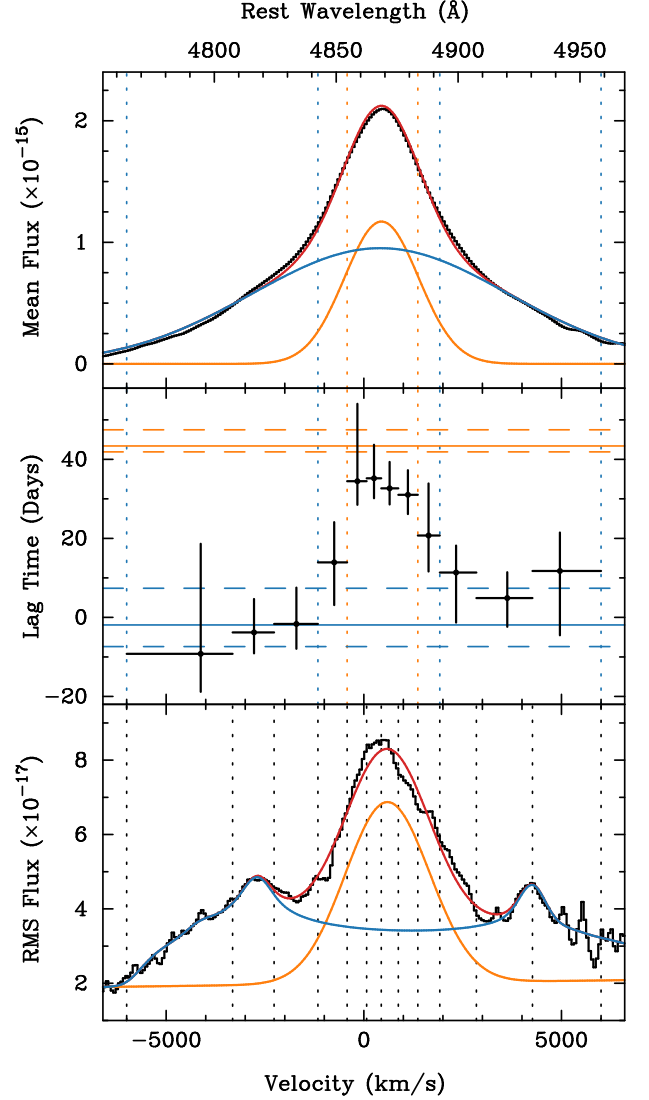 Rest Wavelength (Å)
4800 4850 4900 4950
Mean Flux (×10⁻¹⁵)
2
1
0
Lag Time (Days)
40
20
0
−20
RMS Flux (×10⁻¹⁷)
8
6
4
2
−5000 0 5000
Velocity (km/s)